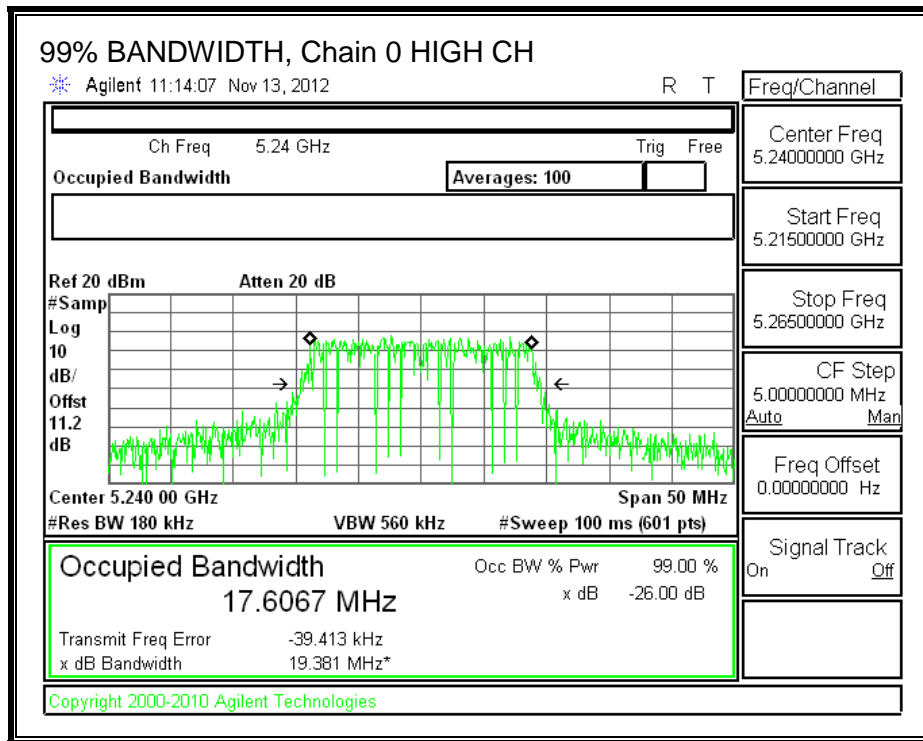 99% BANDWIDTH, Chain 0 HIGH CH
Agilent 11:14:07 Nov 13, 2012 R T
Freq/Channel
Ch Freq 5.24 GHz Trig Free
Occupied Bandwidth Averages: 100
Center Freq
5.24000000 GHz
Start Freq
5.21500000 GHz
Stop Freq
5.26500000 GHz
CF Step
5.00000000 MHz
Auto Man
Freq Offset
0.00000000 Hz
Signal Track
On Off
Ref 20 dBm Atten 20 dB
#Samp
Log
10
dB/
Offst
11.2
dB
Center 5.240 00 GHz Span 50 MHz
#Res BW 180 kHz VBW 560 kHz #Sweep 100 ms (601 pts)
Occupied Bandwidth Occ BW % Pwr 99.00 %
17.6067 MHz x dB -26.00 dB
Transmit Freq Error -39.413 kHz
x dB Bandwidth 19.381 MHz*
Copyright 2000-2010 Agilent Technologies